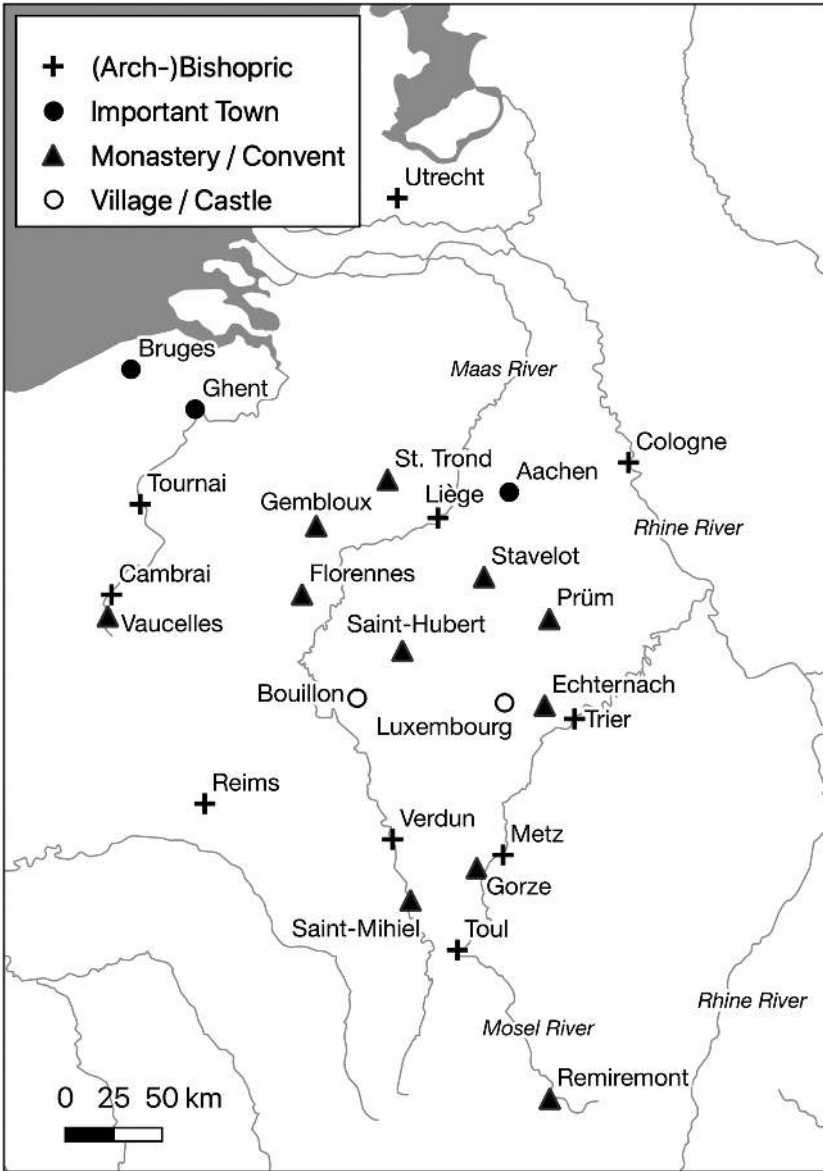 (Arch-)Bishopric
Important Town
Monastery / Convent
Village / Castle
Utrecht
Bruges
Ghent
Maas River
Cologne
St. Trond
Aachen
Tournai
Gembloux
Liège
Rhine River
Stavelot
Cambrai
Florennes
Prüm
Vaucelles
Saint-Hubert
Bouillon
Echternach
Luxembourg
Trier
Reims
Verdun
Metz
Gorze
Saint-Mihiel
Toul
Rhine River
Mosel River
Remiremont
0 25 50 km